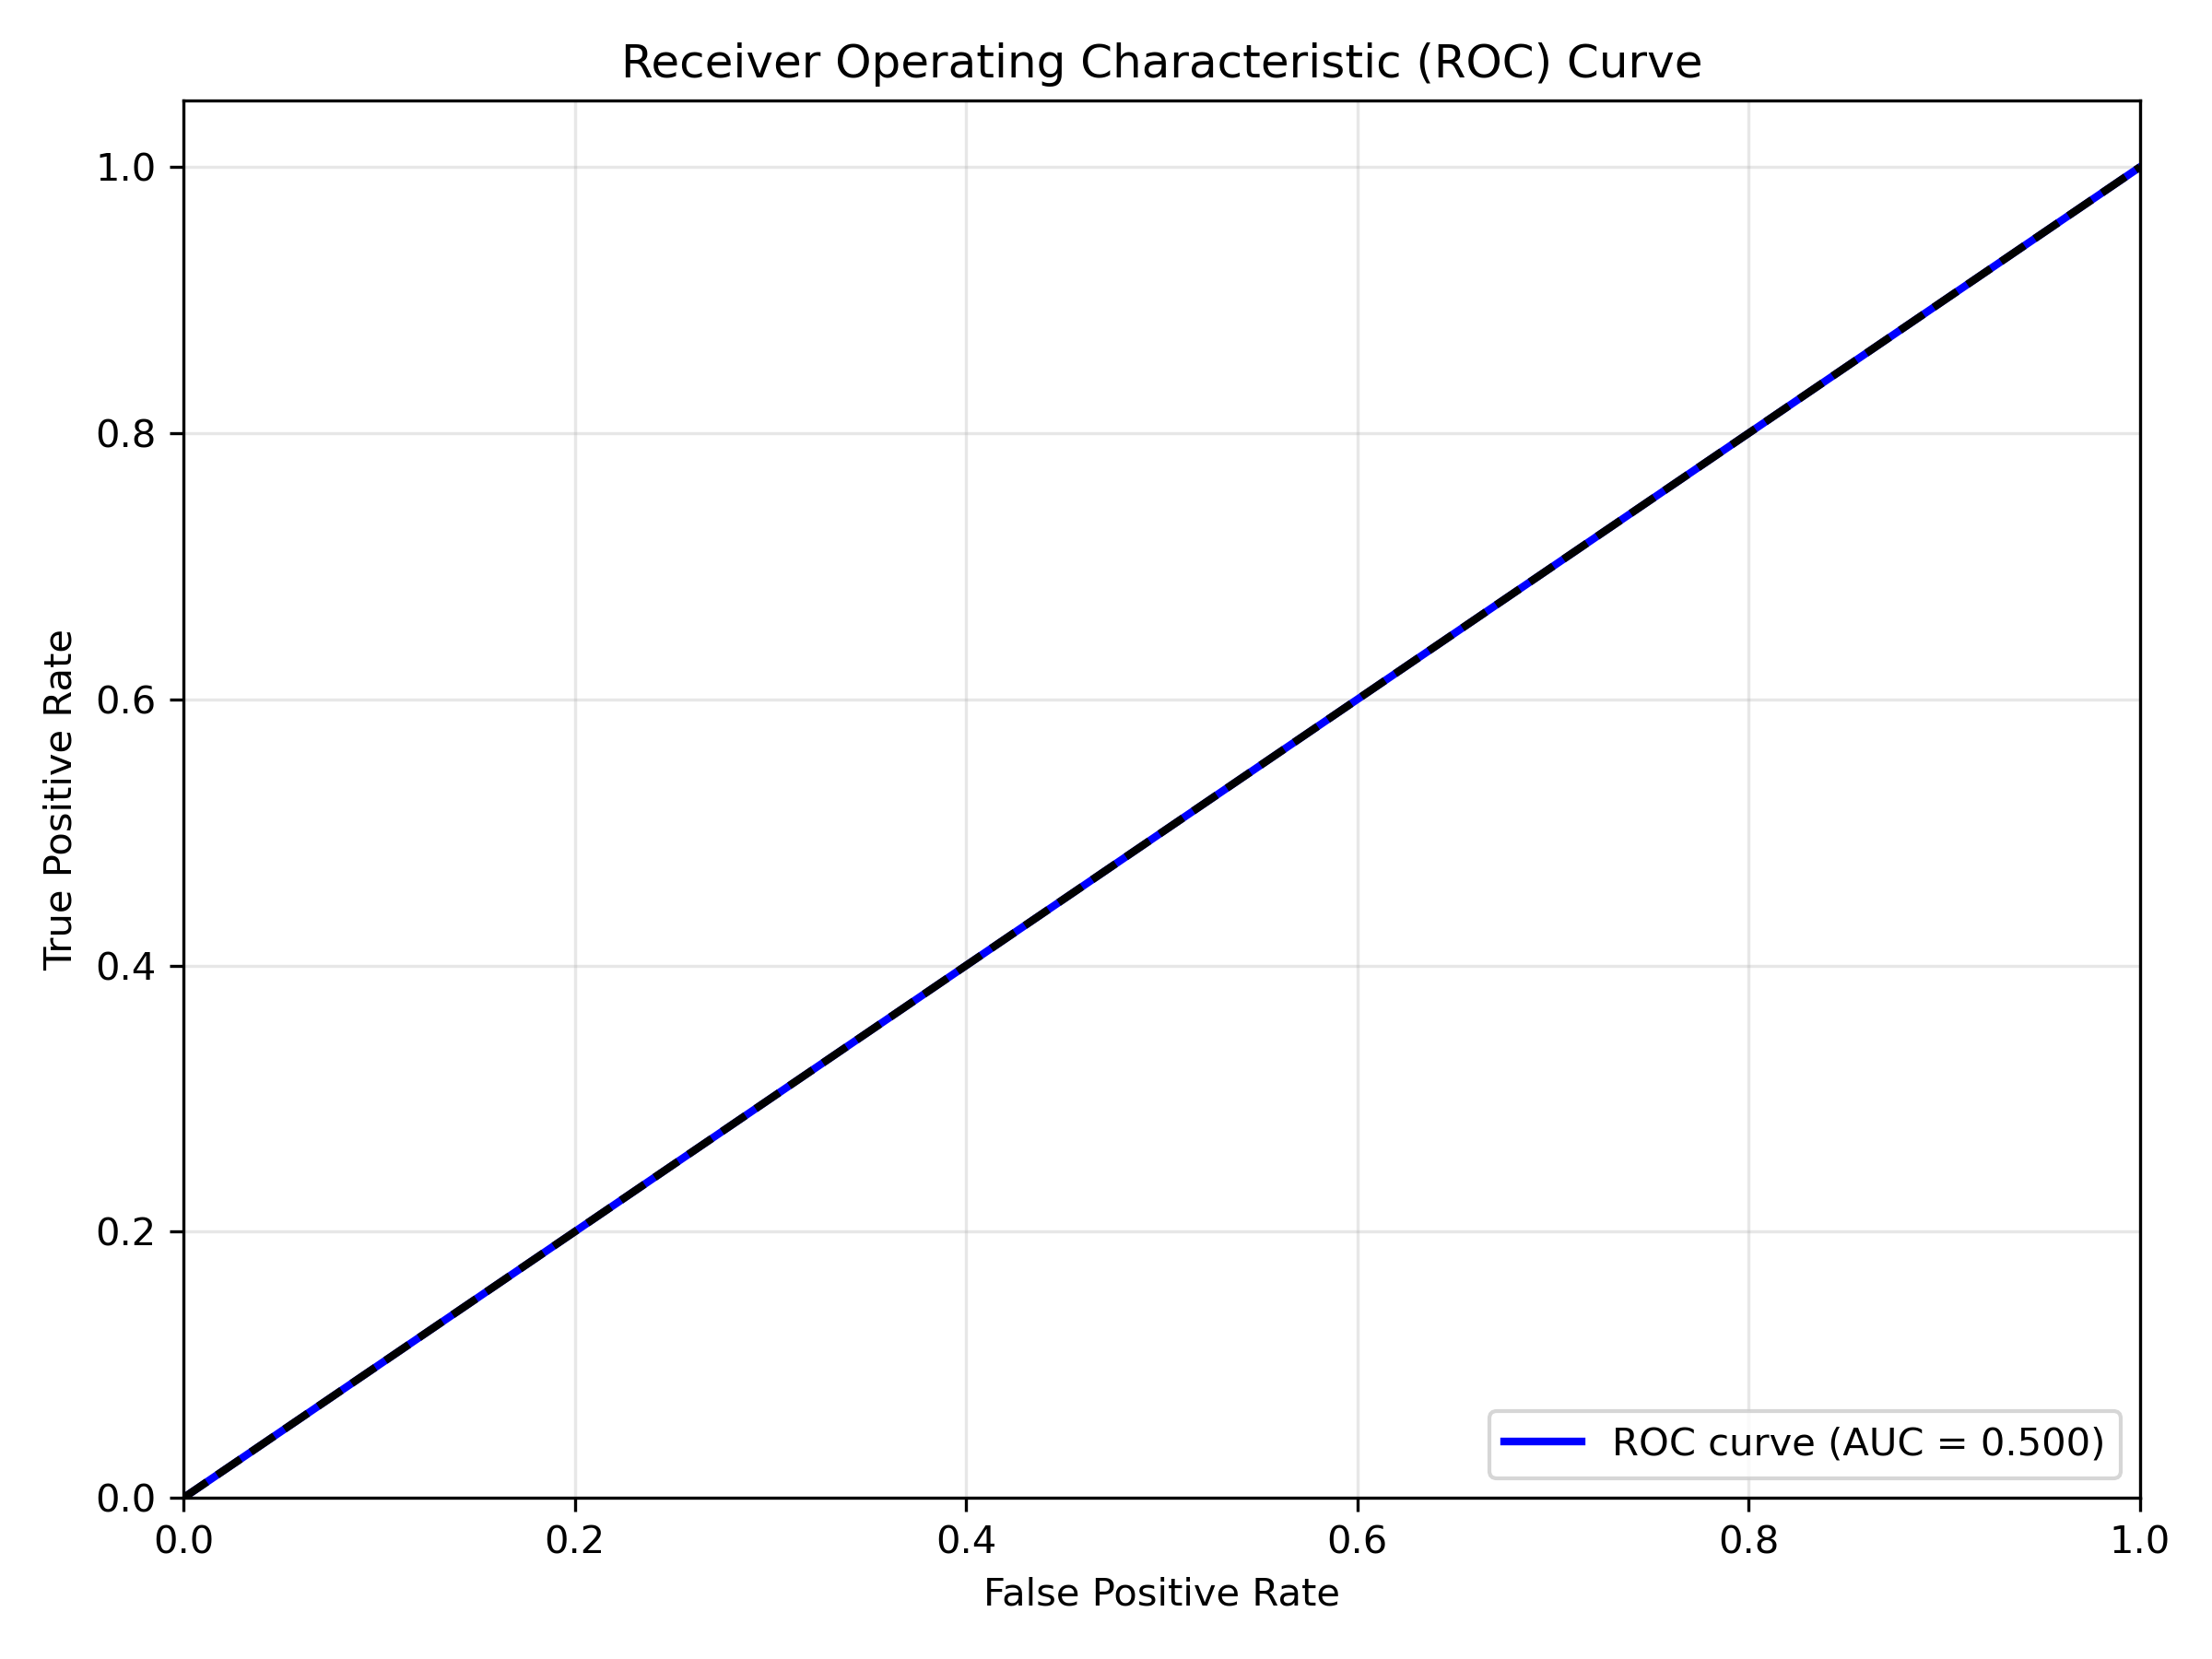 Receiver Operating Characteristic (ROC) Curve
True Positive Rate
1.0
0.8
0.6
0.4
0.2
0.0
ROC curve (AUC = 0.500)
0.0 0.2 0.4 0.6 0.8 1.0
False Positive Rate